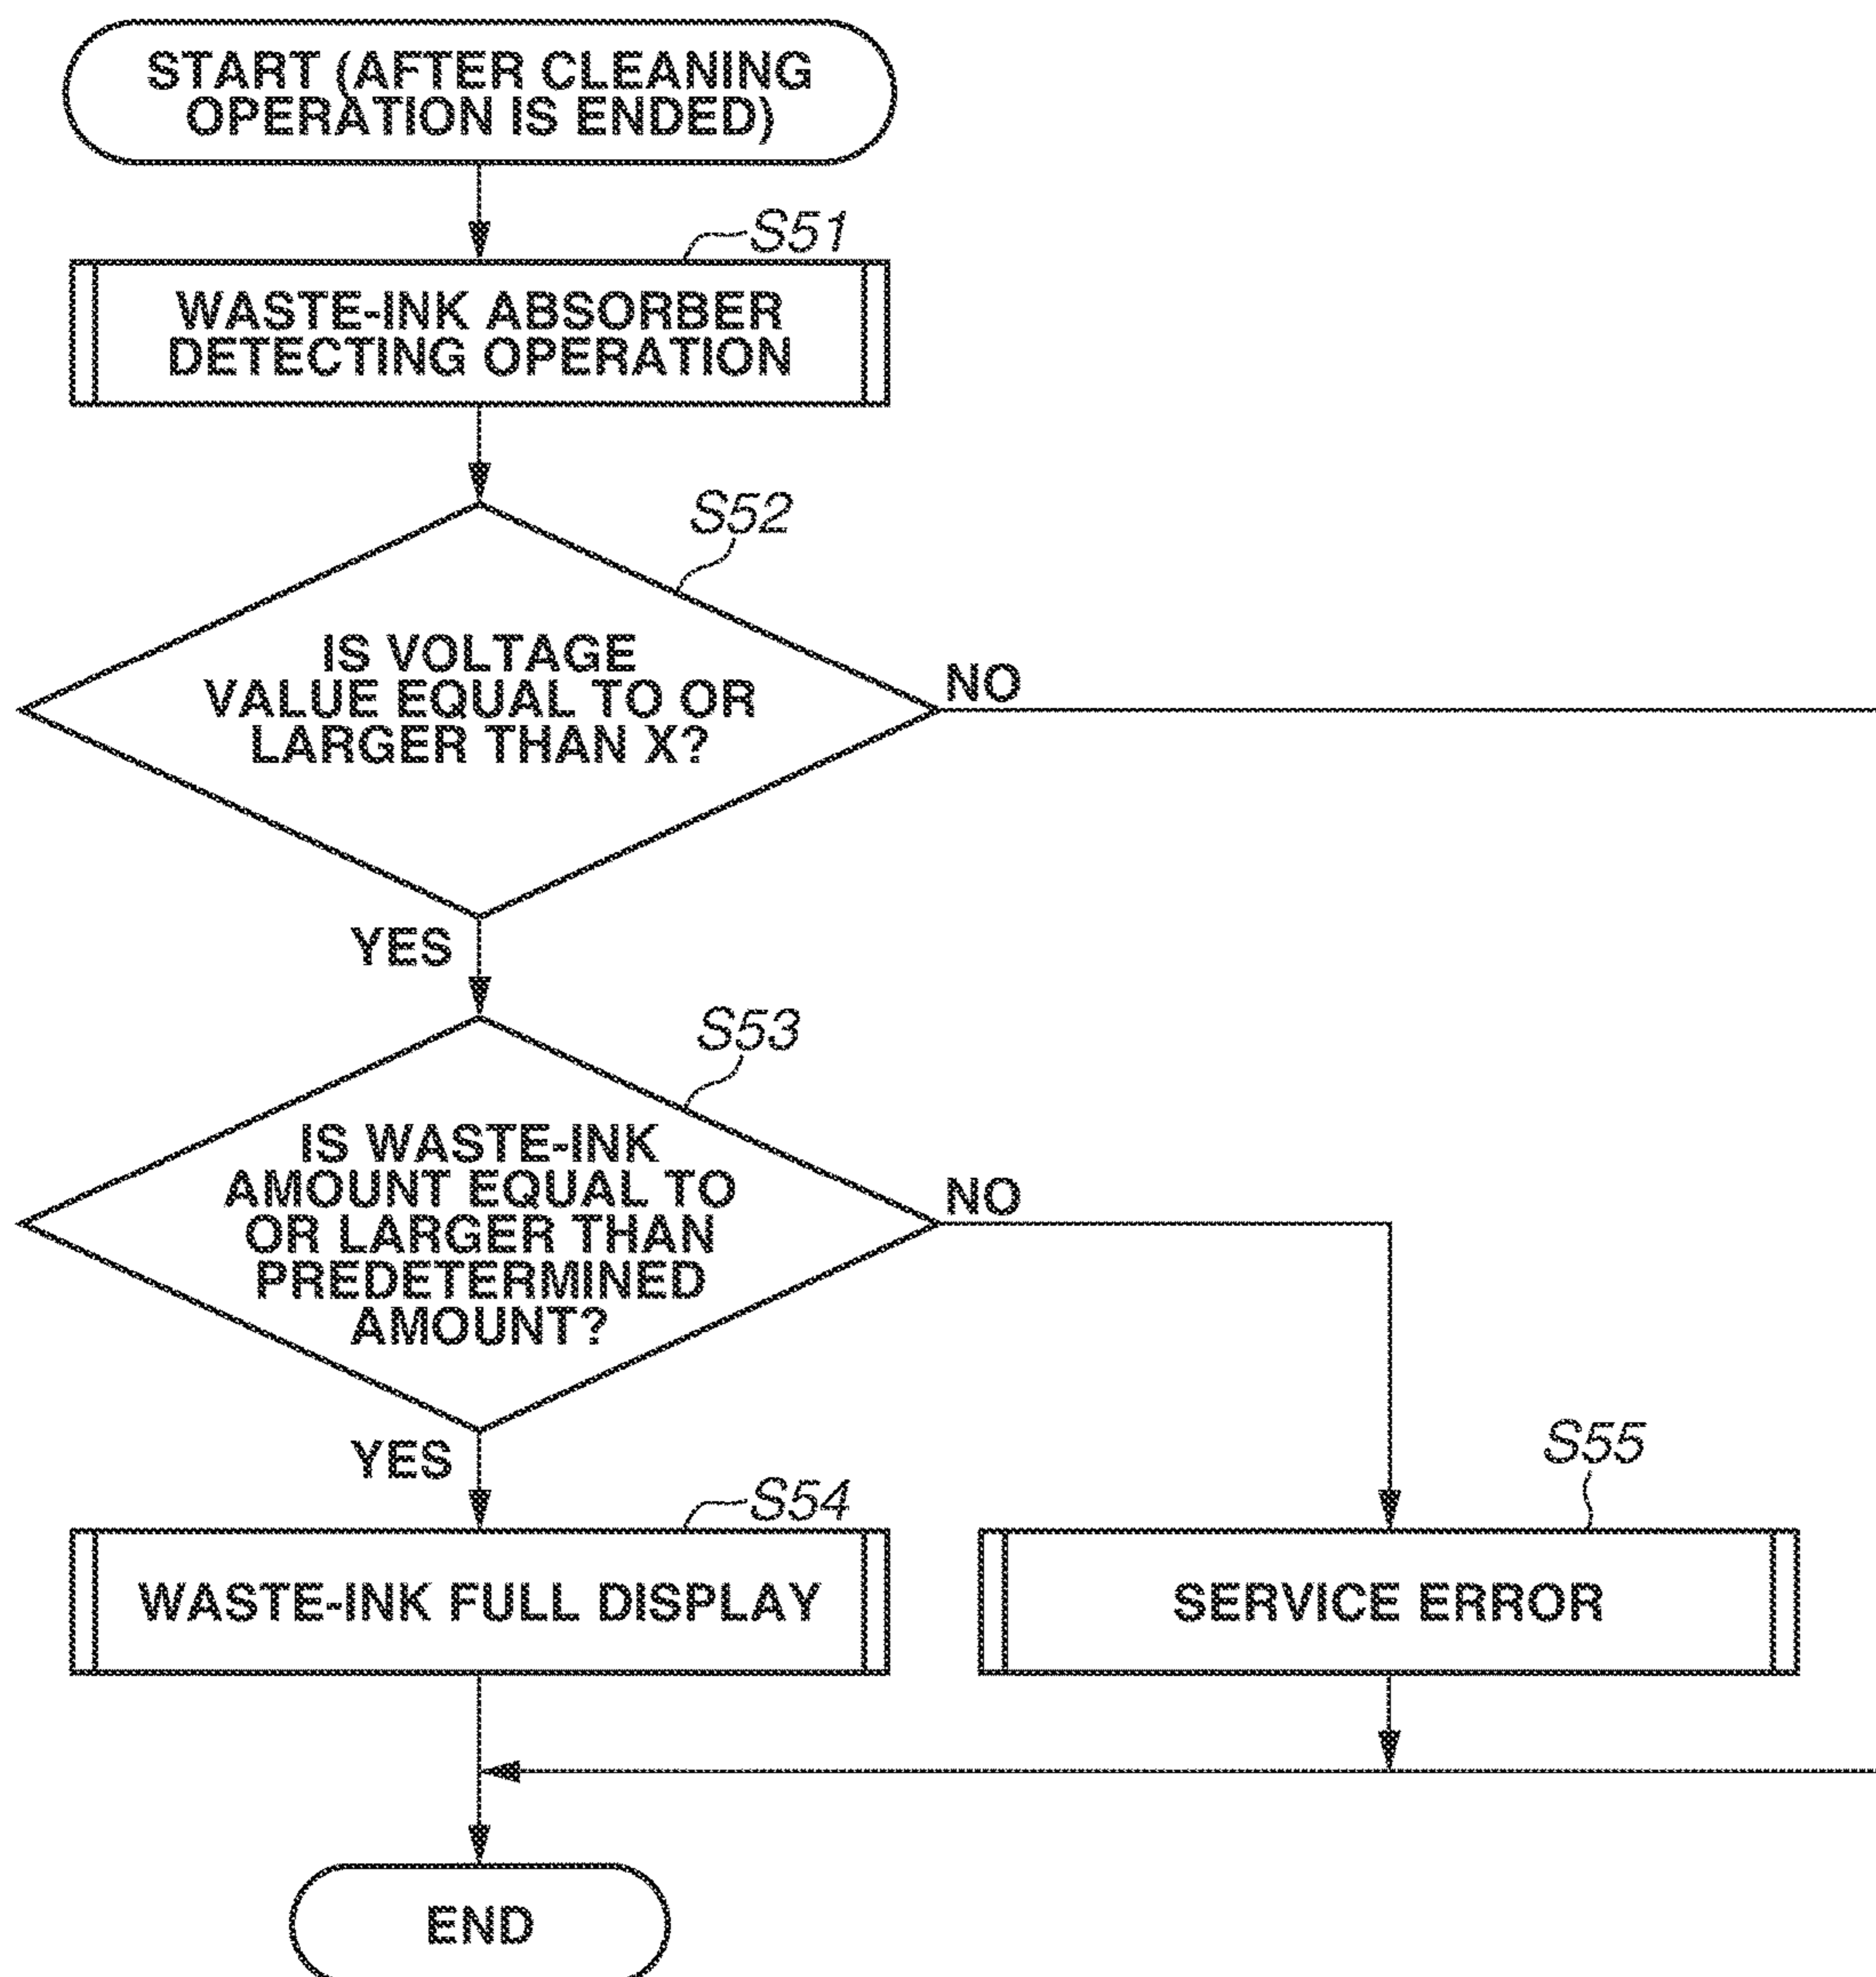 START (AFTER CLEANING
OPERATION IS ENDED)
S51
WASTE-INK ABSORBER
DETECTING OPERATION
S52
IS VOLTAGE
VALUE EQUAL TO OR
LARGER THAN X?
NO
YES
S53
IS WASTE-INK
AMOUNT EQUAL TO
OR LARGER THAN
PREDETERMINED
AMOUNT?
NO
YES
S54
WASTE-INK FULL DISPLAY
S55
SERVICE ERROR
END